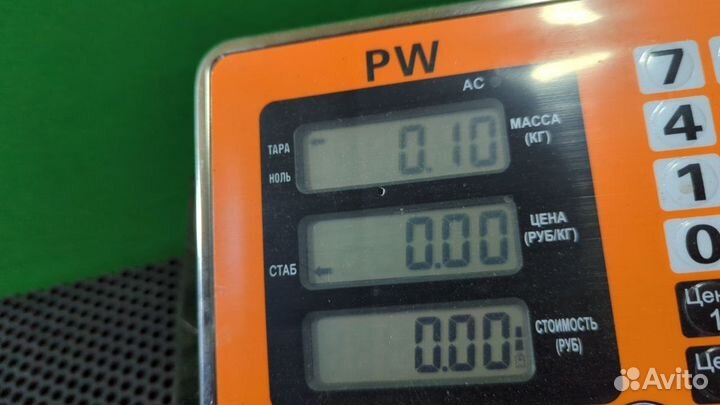 PW
AC
ТАРА
НОЛЬ
0.10
МАССА
(КГ)
СТАБ
0.00
ЦЕНА
(РУБ/КГ)
0.00
СТОИМОСТЬ
(РУБ)
7
4
1
0
Avito